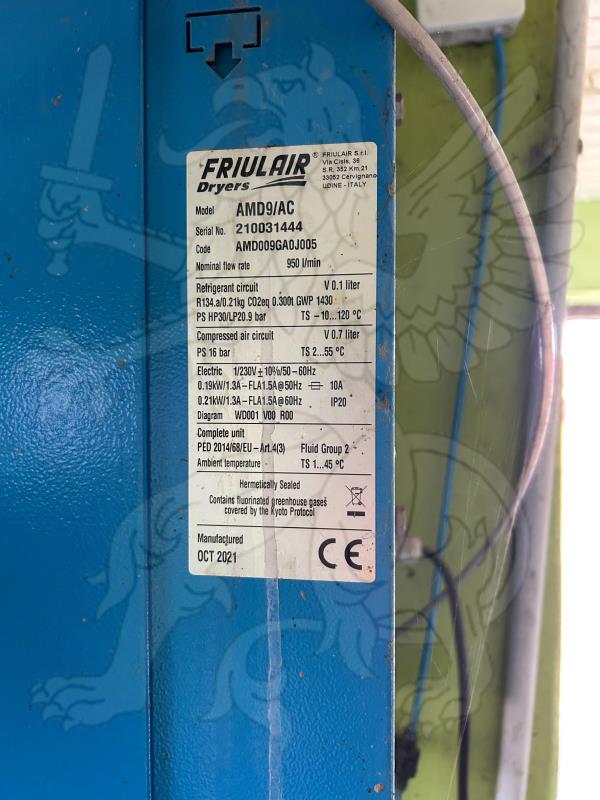 FRIULAIR®
Dryers
FRIULAIR S.r.l.
Via Cisis, 36
S.R. 352 Km.21
33052 Cervignano
UDINE - ITALY
Model AMD9/AC
Serial No. 210031444
Code AMD009GA0J005
Nominal flow rate 950 l/min
Refrigerant circuit V 0.1 liter
R134.a/0.21kg CO2eq 0.300t GWP 1430
PS HP30/LP20.9 bar TS -10...120 °C
Compressed air circuit V 0.7 liter
PS 16 bar TS 2...55 °C
Electric 1/230V±10%/50-60Hz
0.19kW/1.3A-FLA1.5A@50Hz 10A
0.21kW/1.3A-FLA1.5A@60Hz IP20
Diagram WD001 V00 R00
Complete unit
PED 2014/68/EU-Art.4(3) Fluid Group 2
Ambient temperature TS 1...45 °C
Hermetically Sealed
Contains fluorinated greenhouse gases
covered by the Kyoto Protocol
Manufactured
OCT 2021
CE